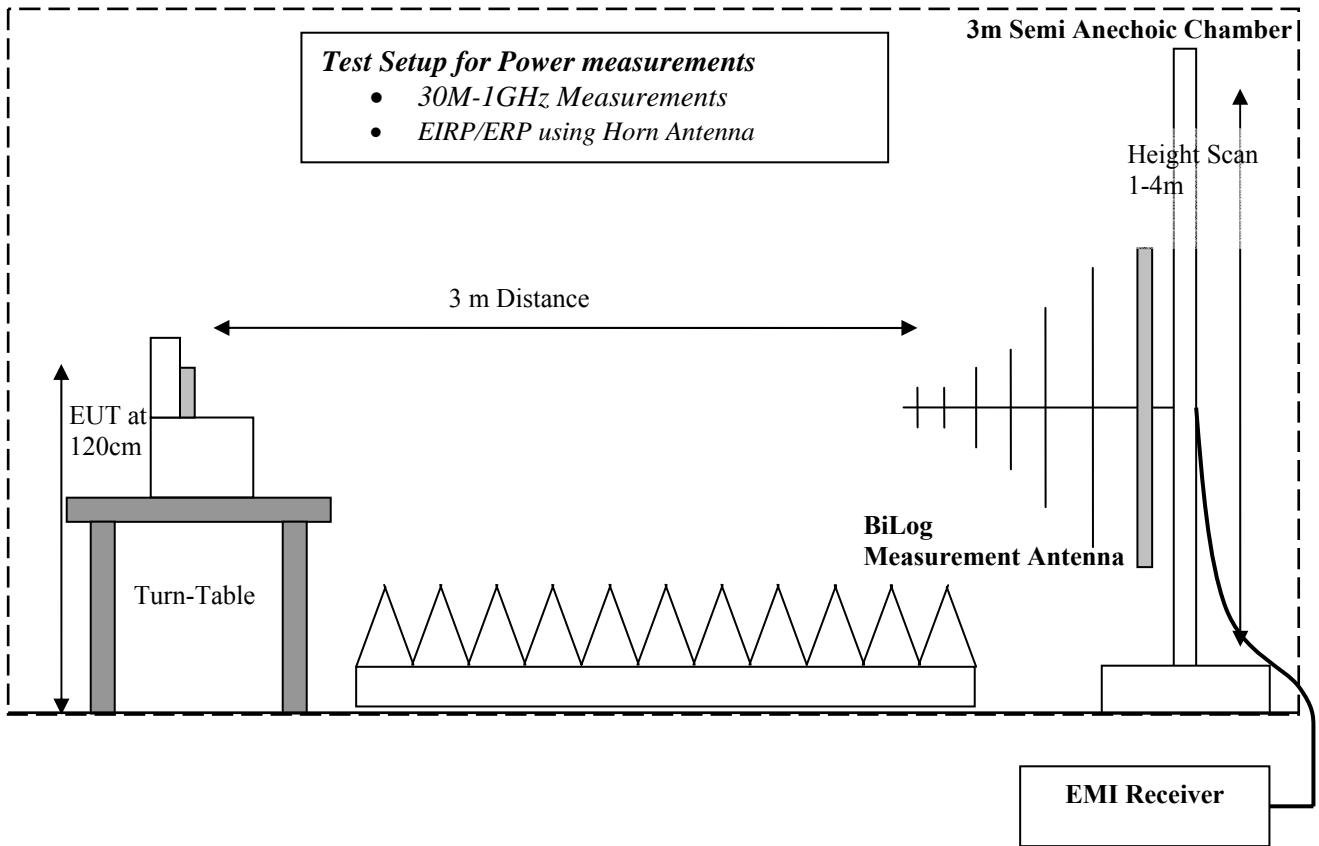 3m Semi Anechoic Chamber
Test Setup for Power measurements
• 30M-1GHz Measurements
• EIRP/ERP using Horn Antenna
Height Scan
1-4m
3 m Distance
EUT at
120cm
BiLog
Measurement Antenna
Turn-Table
EMI Receiver